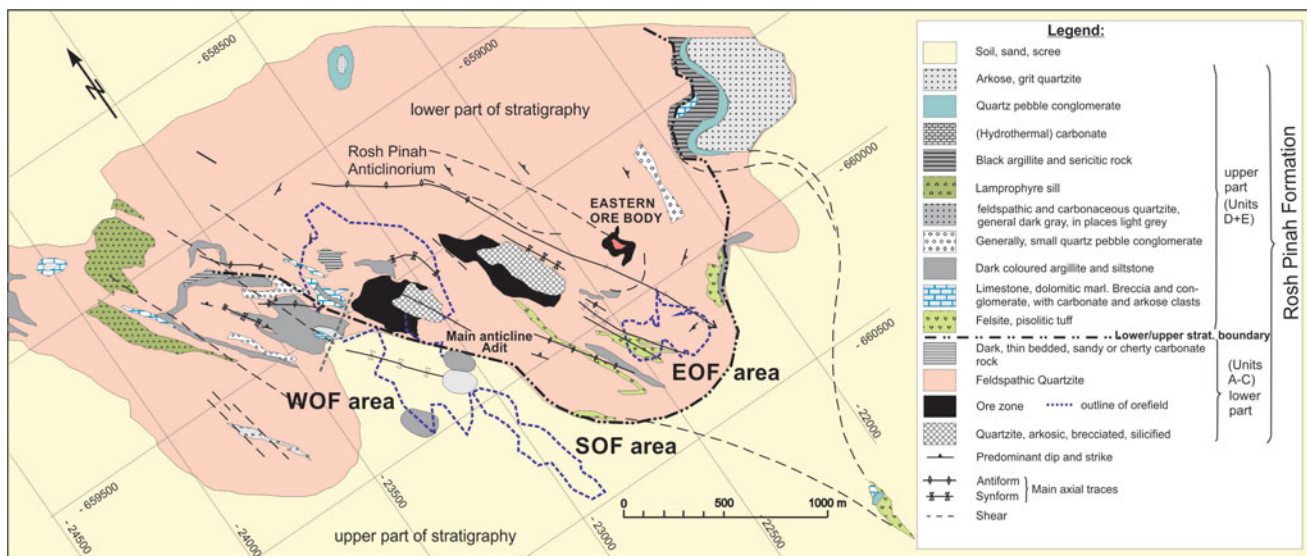 - 658500
- 659000
- 660000
- 660500
- 22000
- 22500
- 23000
- 23500
- 24000
- 24500
- 659500
N
lower part of stratigraphy
Rosh Pinah
Anticlinorium
EASTERN
ORE BODY
Main anticline
Adit
WOF area
EOF area
SOF area
upper part of stratigraphy
0 500 1000 m
Legend:
Soil, sand, scree
Arkose, grit quartzite
Quartz pebble conglomerate
(Hydrothermal) carbonate
Black argillite and sericitic rock
Lamprophyre sill
feldspathic and carbonaceous quartzite,
general dark gray, in places light grey
Generally, small quartz pebble conglomerate
Dark coloured argillite and siltstone
Limestone, dolomitic marl. Breccia and con-
glomerate, with carbonate and arkose clasts
Felsite, pisolitic tuff
Lower/upper strat. boundary
Dark, thin bedded, sandy or cherty carbonate
rock
Feldspathic Quartzite
Ore zone outline of orefield
Quartzite, arkosic, brecciated, silicified
Predominant dip and strike
Antiform
Synform
Main axial traces
Shear
upper
part
(Units
D+E)
(Units
A-C)
lower
part
Rosh Pinah Formation